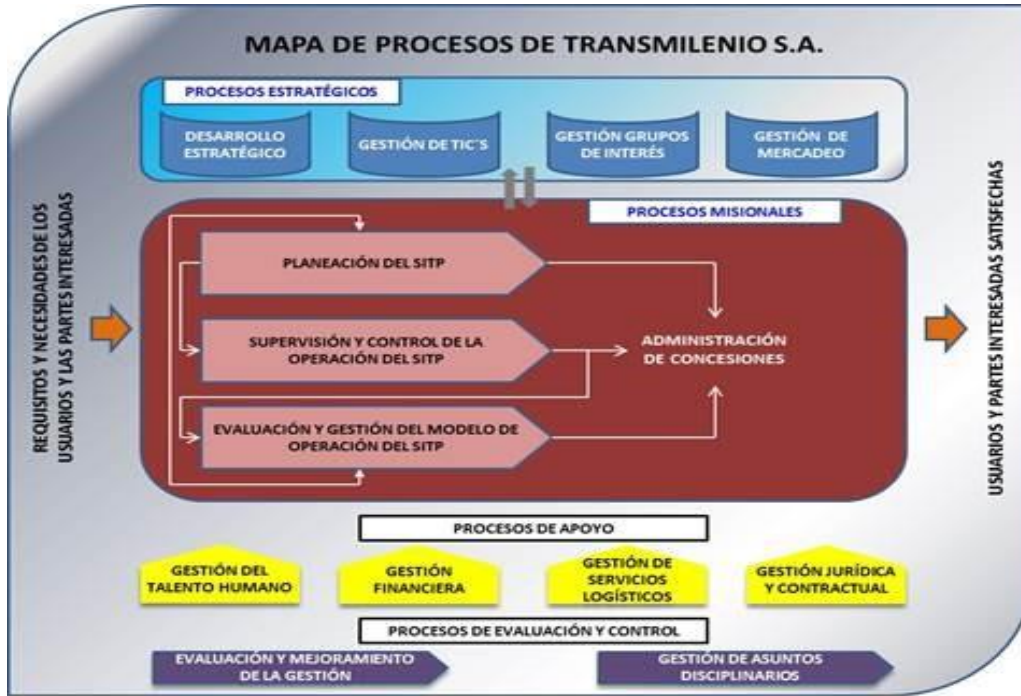 MAPA DE PROCESOS DE TRANSMILENIO S.A.
PROCESOS ESTRATÉGICOS
DESARROLLO
ESTRATÉGICO
GESTIÓN DE TIC´S
GESTIÓN GRUPOS
DE INTERÉS
GESTIÓN DE
MERCADEO
REQUISITOS Y NECESIDADES DE LOS
USUARIOS Y LAS PARTES INTERESADAS
PROCESOS MISIONALES
PLANEACIÓN DEL SITP
SUPERVISIÓN Y CONTROL DE LA
OPERACIÓN DEL SITP
EVALUACIÓN Y GESTIÓN DEL MODELO DE
OPERACIÓN DEL SITP
ADMINISTRACIÓN
DE CONCESIONES
USUARIOS Y PARTES INTERESADAS SATISFECHAS
PROCESOS DE APOYO
GESTIÓN DEL
TALENTO HUMANO
GESTIÓN
FINANCIERA
GESTIÓN DE
SERVICIOS
LOGÍSTICOS
GESTIÓN JURÍDICA
Y CONTRACTUAL
PROCESOS DE EVALUACIÓN Y CONTROL
EVALUACIÓN Y MEJORAMIENTO
DE LA GESTIÓN
GESTIÓN DE ASUNTOS
DISCIPLINARIOS